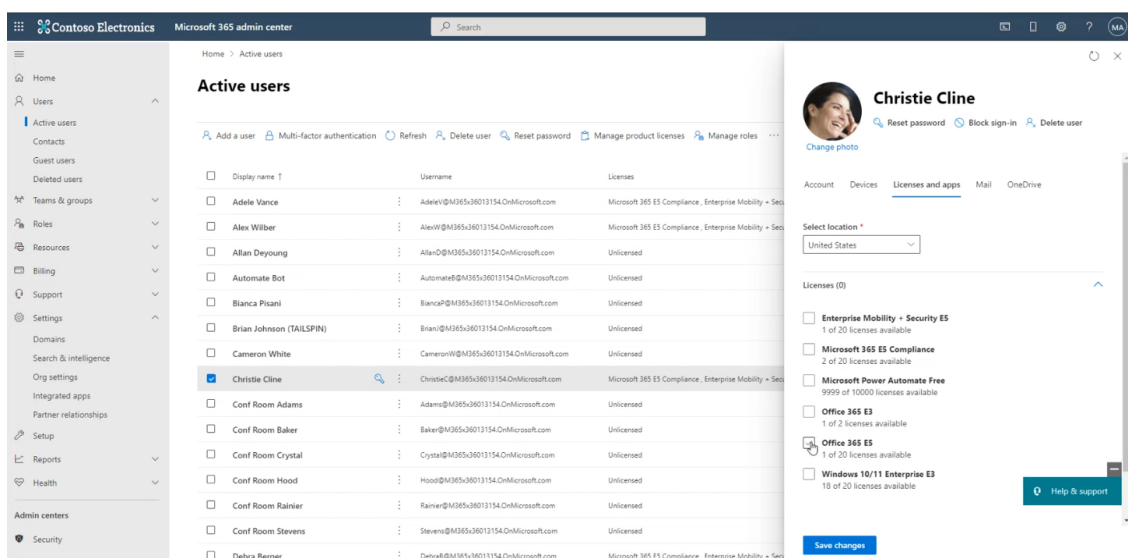 Contoso Electronics Microsoft 365 admin center Search MA
Home > Active users
Active users
Home
Users
Active users
Contacts
Guest users
Deleted users
Teams & groups
Roles
Resources
Billing
Support
Settings
Domains
Search & intelligence
Org settings
Integrated apps
Partner relationships
Setup
Reports
Health
Admin centers
Security
Add a user Multi-factor authentication Refresh Delete user Reset password Manage product licenses Manage roles ...
Display name ↑ Username Licenses
Adele Vance AdeleV@M365x36013154.OnMicrosoft.com Microsoft 365 E5 Compliance , Enterprise Mobility + Secu
Alex Wilber AlexW@M365x36013154.OnMicrosoft.com Microsoft 365 E5 Compliance , Enterprise Mobility + Secu
Allan Deyoung AllanD@M365x36013154.OnMicrosoft.com Unlicensed
Automate Bot AutomateB@M365x36013154.OnMicrosoft.com Unlicensed
Bianca Pisani BiancaP@M365x36013154.OnMicrosoft.com Unlicensed
Brian Johnson (TAILSPIN) BrianJ@M365x36013154.OnMicrosoft.com Unlicensed
Cameron White CameronW@M365x36013154.OnMicrosoft.com Unlicensed
Christie Cline ChristieC@M365x36013154.OnMicrosoft.com Microsoft 365 E5 Compliance , Enterprise Mobility + Secu
Conf Room Adams Adams@M365x36013154.OnMicrosoft.com Unlicensed
Conf Room Baker Baker@M365x36013154.OnMicrosoft.com Unlicensed
Conf Room Crystal Crystal@M365x36013154.OnMicrosoft.com Unlicensed
Conf Room Hood Hood@M365x36013154.OnMicrosoft.com Unlicensed
Conf Room Rainier Rainier@M365x36013154.OnMicrosoft.com Unlicensed
Conf Room Stevens Stevens@M365x36013154.OnMicrosoft.com Unlicensed
Debra Berger DebraB@M365x36013154.OnMicrosoft.com Microsoft 365 E5 Compliance , Enterprise Mobility + Secu
Christie Cline
Reset password Block sign-in Delete user
Change photo
Account Devices Licenses and apps Mail OneDrive
Select location *
United States
Licenses (0)
Enterprise Mobility + Security E5
1 of 20 licenses available
Microsoft 365 E5 Compliance
2 of 20 licenses available
Microsoft Power Automate Free
9999 of 10000 licenses available
Office 365 E3
1 of 2 licenses available
Office 365 E5
1 of 20 licenses available
Windows 10/11 Enterprise E3
18 of 20 licenses available
Help & support
Save changes